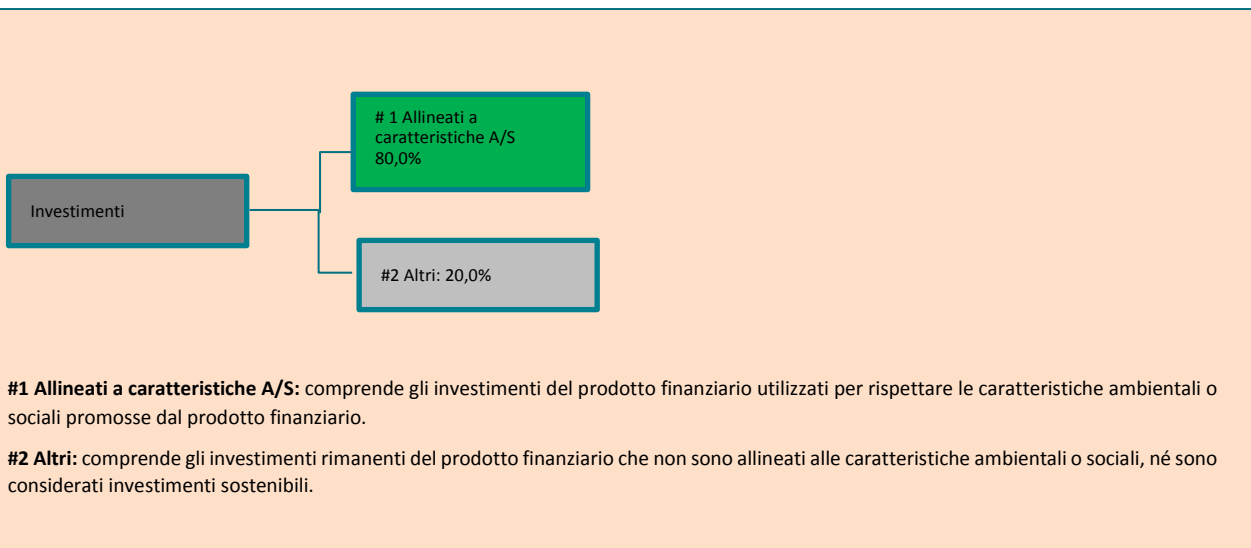 # 1 Allineati a
caratteristiche A/S
80,0%
Investimenti
#2 Altri: 20,0%
#1 Allineati a caratteristiche A/S: comprende gli investimenti del prodotto finanziario utilizzati per rispettare le caratteristiche ambientali o
sociali promosse dal prodotto finanziario.
#2 Altri: comprende gli investimenti rimanenti del prodotto finanziario che non sono allineati alle caratteristiche ambientali o sociali, né sono
considerati investimenti sostenibili.